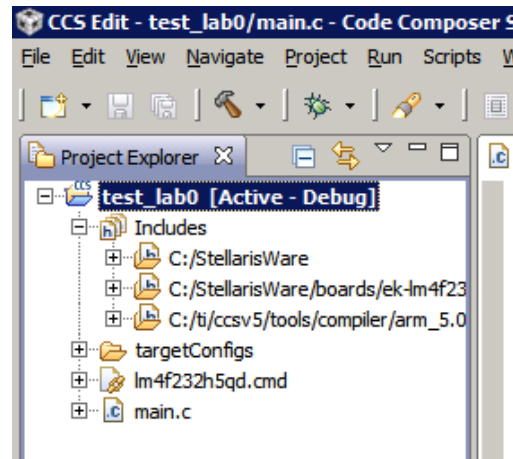 CCS Edit - test_lab0/main.c - Code Composer S
File Edit View Navigate Project Run Scripts W
Project Explorer
test_lab0 [Active - Debug]
Includes
C:/StellarisWare
C:/StellarisWare/boards/ek-lm4f23
C:/ti/ccsv5/tools/compiler/arm_5.0
targetConfigs
lm4f232h5qd.cmd
main.c